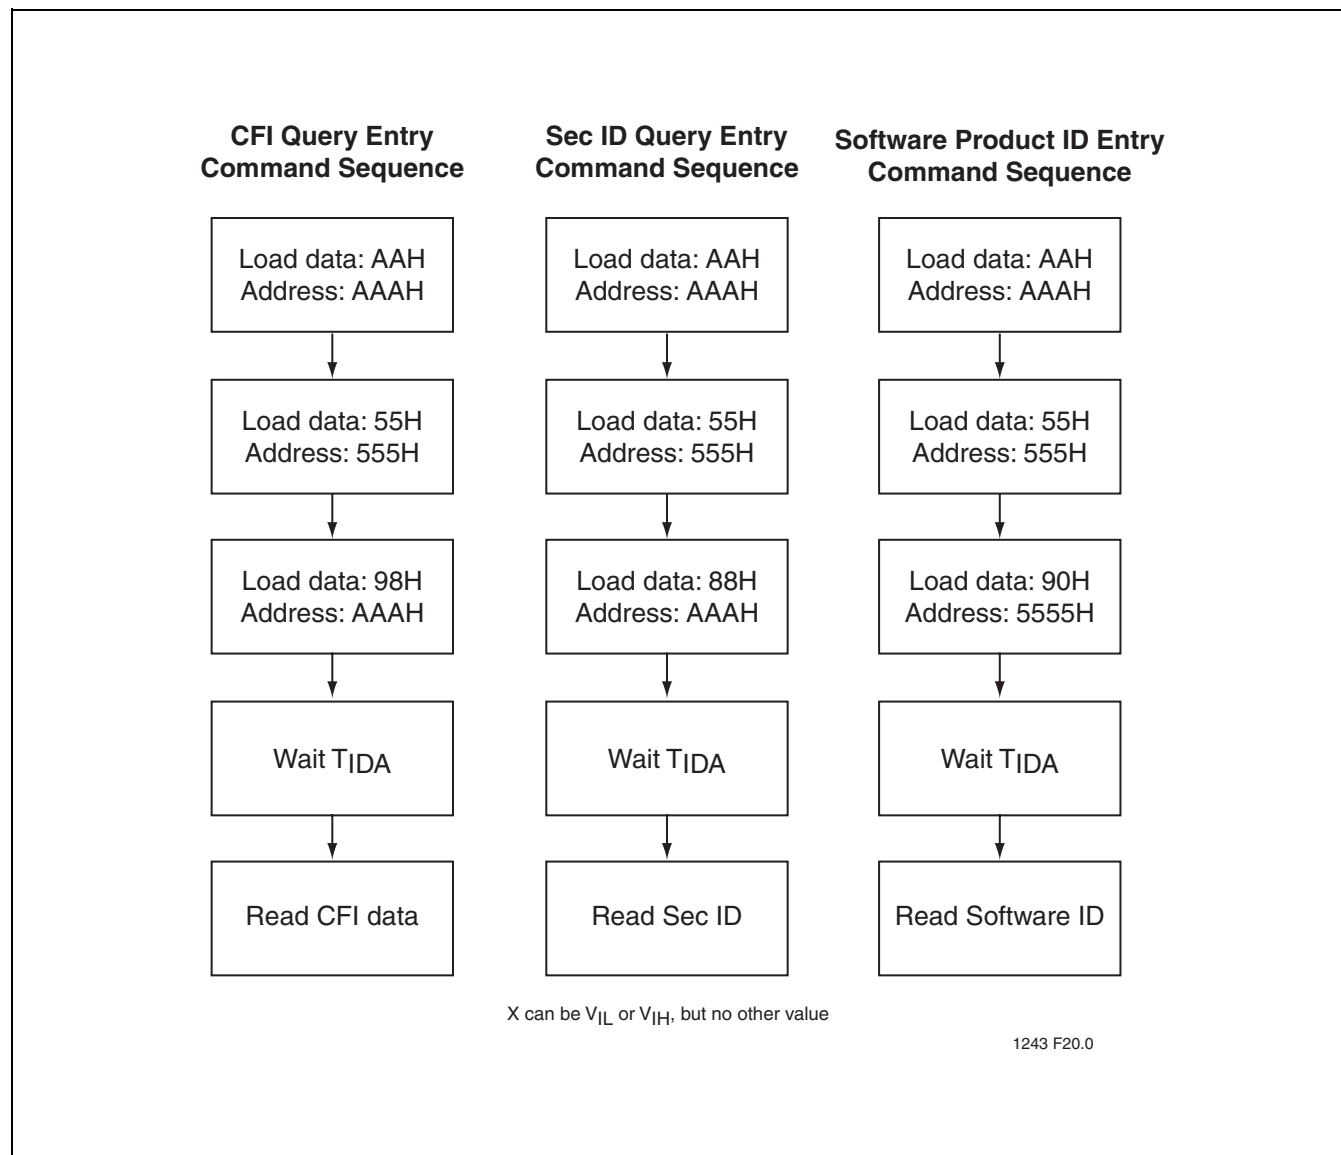 CFI Query Entry
Command Sequence
Load data: AAH
Address: AAAH
Load data: 55H
Address: 555H
Load data: 98H
Address: AAAH
Wait TIDA
Read CFI data
Sec ID Query Entry
Command Sequence
Load data: AAH
Address: AAAH
Load data: 55H
Address: 555H
Load data: 88H
Address: AAAH
Wait TIDA
Read Sec ID
Software Product ID Entry
Command Sequence
Load data: AAH
Address: AAAH
Load data: 55H
Address: 555H
Load data: 90H
Address: 5555H
Wait TIDA
Read Software ID
X can be VIL or VIH, but no other value
1243 F20.0